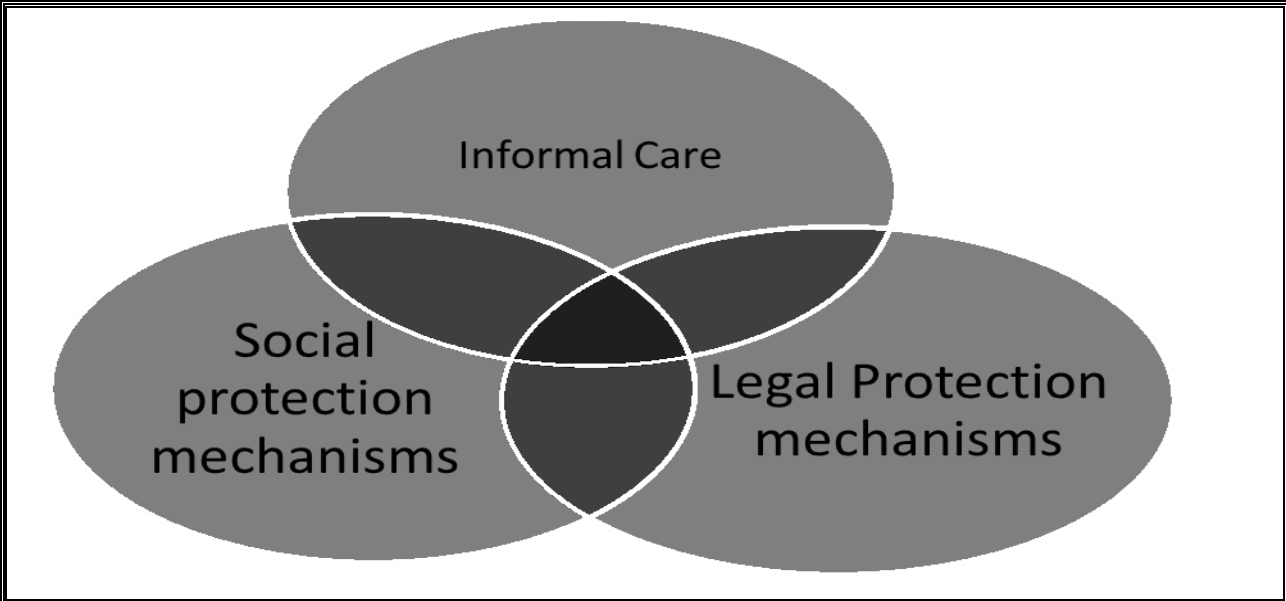 Informal Care
Social
protection
mechanisms
Legal Protection
mechanisms